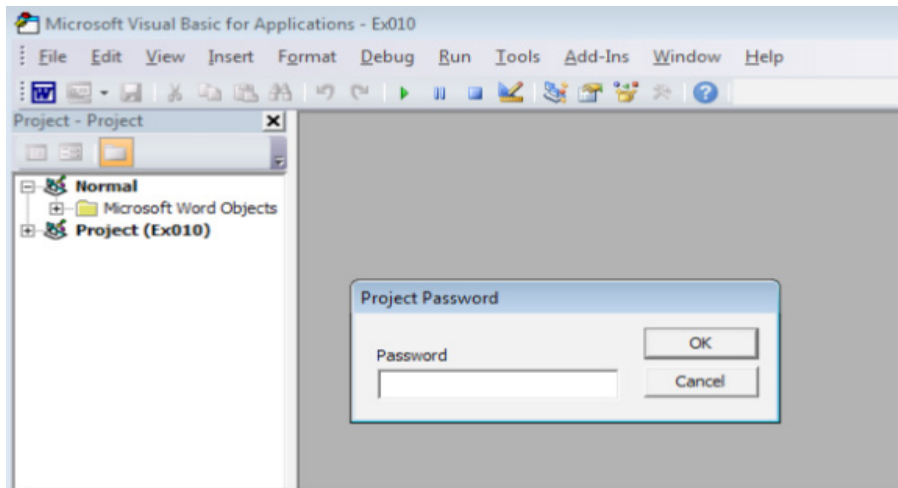 Microsoft Visual Basic for Applications - Ex010
File Edit View Insert Format Debug Run Tools Add-Ins Window Help
Project - Project
Normal
Microsoft Word Objects
Project (Ex010)
Project Password
Password
OK
Cancel